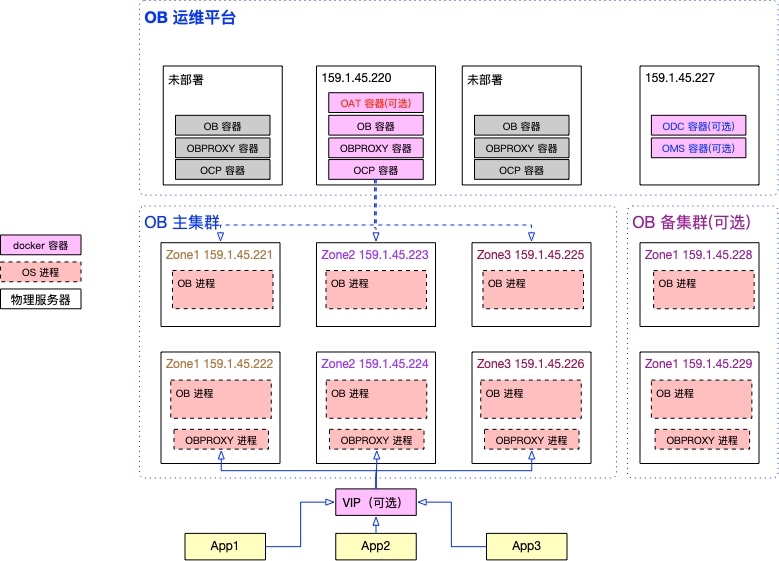 OB 运维平台
未部署
OB 容器
OBPROXY 容器
OCP 容器
159.1.45.220
OAT 容器(可选)
OB 容器
OBPROXY 容器
OCP 容器
未部署
OB 容器
OBPROXY 容器
OCP 容器
159.1.45.227
ODC 容器(可选)
OMS 容器(可选)
docker 容器
OS 进程
物理服务器
OB 主集群
Zone1 159.1.45.221
OB 进程
Zone2 159.1.45.223
OB 进程
Zone3 159.1.45.225
OB 进程
Zone1 159.1.45.222
OB 进程
OBPROXY 进程
Zone2 159.1.45.224
OB 进程
OBPROXY 进程
Zone3 159.1.45.226
OB 进程
OBPROXY 进程
OB 备集群(可选)
Zone1 159.1.45.228
OB 进程
Zone1 159.1.45.229
OB 进程
OBPROXY 进程
VIP（可选）
App1
App2
App3